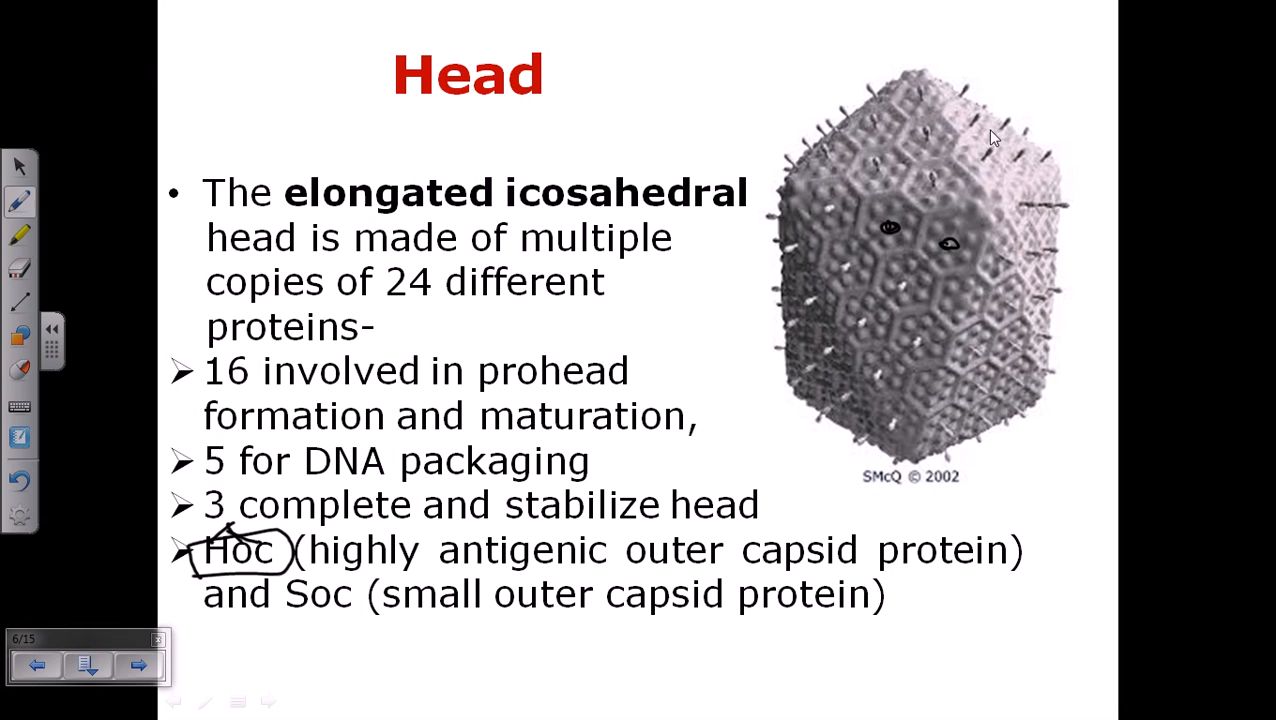 Head
• The elongated icosahedral
head is made of multiple
copies of 24 different
proteins-
➢ 16 involved in prohead
formation and maturation,
➢ 5 for DNA packaging
➢ 3 complete and stabilize head
➢ Hoc (highly antigenic outer capsid protein)
and Soc (small outer capsid protein)
SMcQ © 2002
6/15